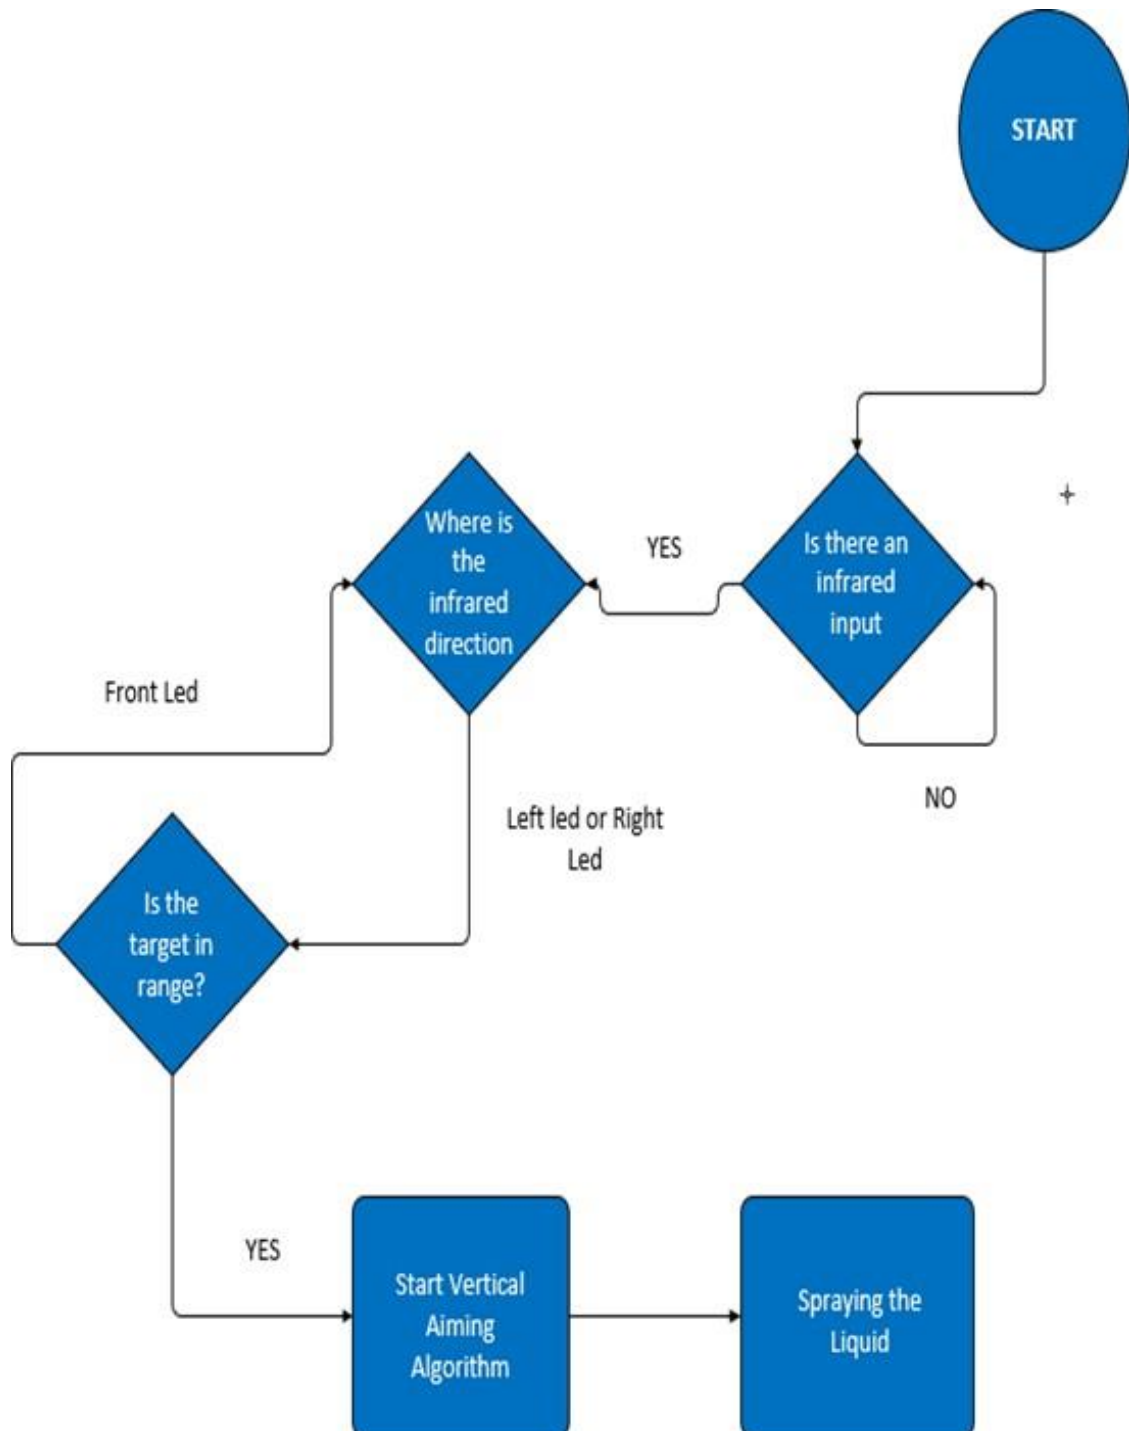 START
Is there an
infrared
input
YES
NO
Where is
the
infrared
direction
Front Led
Left led or Right
Led
Is the
target in
range?
YES
Start Vertical
Aiming
Algorithm
Spraying the
Liquid